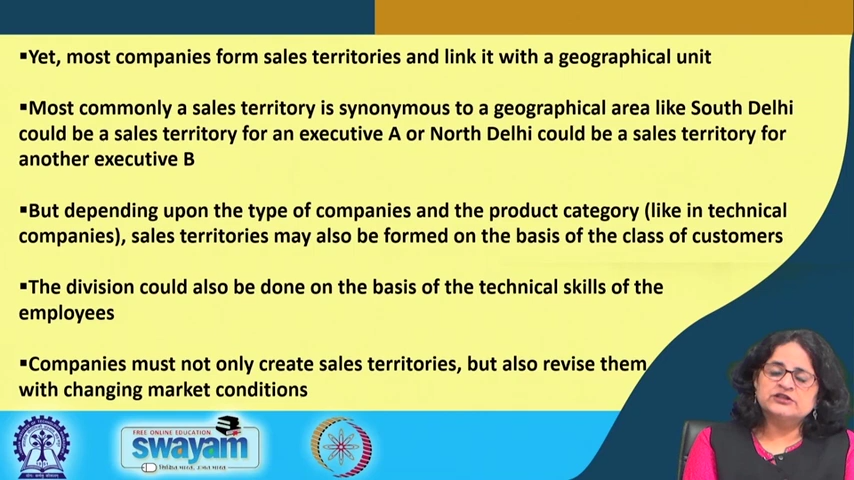 ▪Yet, most companies form sales territories and link it with a geographical unit
▪Most commonly a sales territory is synonymous to a geographical area like South Delhi
could be a sales territory for an executive A or North Delhi could be a sales territory for
another executive B
▪But depending upon the type of companies and the product category (like in technical
companies), sales territories may also be formed on the basis of the class of customers
▪The division could also be done on the basis of the technical skills of the
employees
▪Companies must not only create sales territories, but also revise them
with changing market conditions
FREE ONLINE EDUCATION
swayam